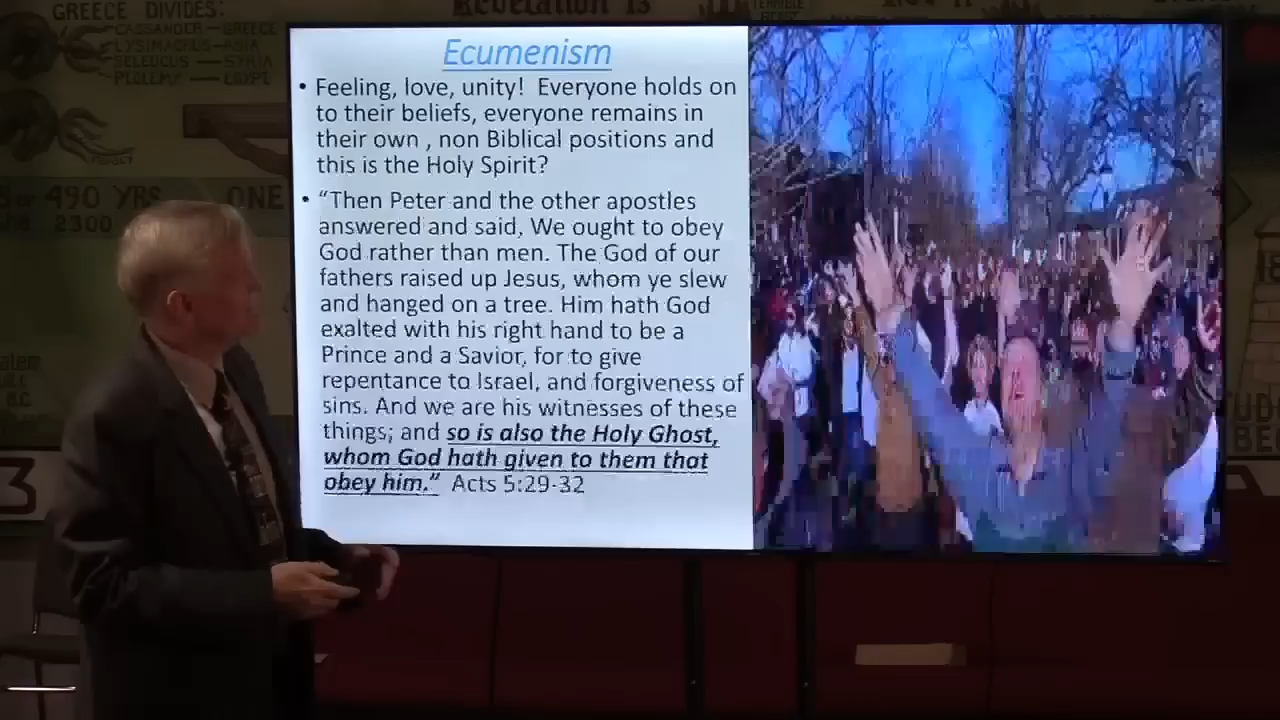 GREECE DIVIDES:
CASSANDER—GREECE
LYSIMACHUS—ASIA
SELEUCUS—SYRIA
PTOLEMY—EGYPT
Revelation 13
TERRIBLE
BEAST
490 YRS
ONE
2300
B.C.
3
Ecumenism
• Feeling, love, unity!  Everyone holds on
to their beliefs, everyone remains in
their own , non Biblical positions and
this is the Holy Spirit?
• “Then Peter and the other apostles
answered and said, We ought to obey
God rather than men. The God of our
fathers raised up Jesus, whom ye slew
and hanged on a tree. Him hath God
exalted with his right hand to be a
Prince and a Savior, for to give
repentance to Israel, and forgiveness of
sins. And we are his witnesses of these
things; and so is also the Holy Ghost,
whom God hath given to them that
obey him.”  Acts 5:29-32